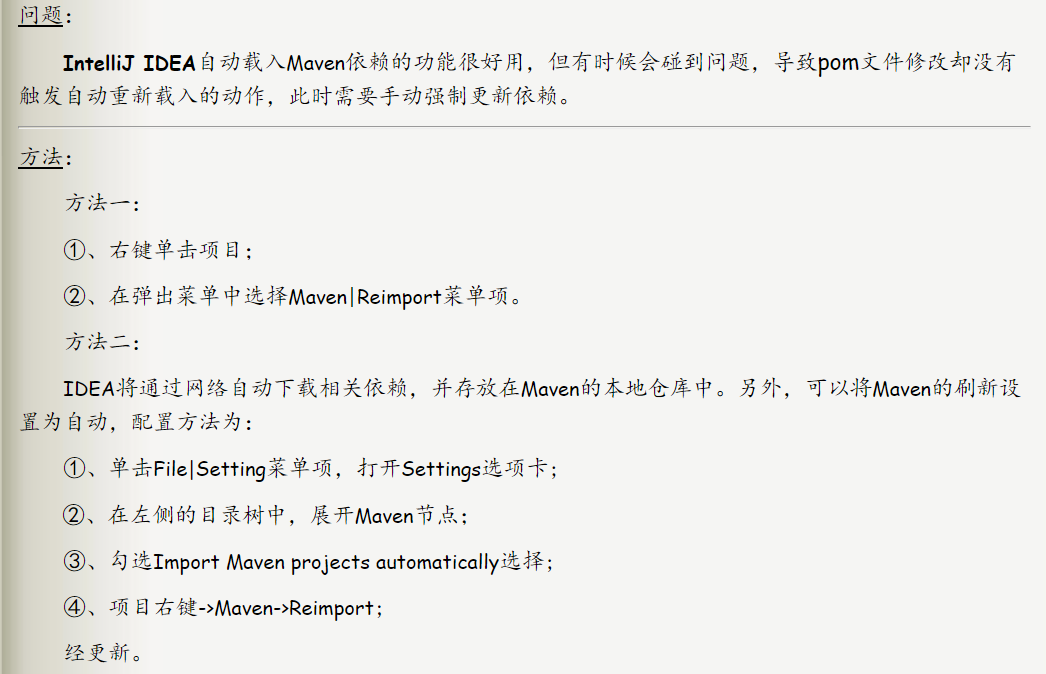 问题：
IntelliJ IDEA自动载入Maven依赖的功能很好用，但有时候会碰到问题，导致pom文件修改却没有
触发自动重新载入的动作，此时需要手动强制更新依赖。
方法：
方法一：
①、右键单击项目；
②、在弹出菜单中选择Maven|Reimport菜单项。
方法二：
IDEA将通过网络自动下载相关依赖，并存放在Maven的本地仓库中。另外，可以将Maven的刷新设
置为自动，配置方法为：
①、单击File|Setting菜单项，打开Settings选项卡；
②、在左侧的目录树中，展开Maven节点；
③、勾选Import Maven projects automatically选择；
④、项目右键->Maven->Reimport；
经更新。